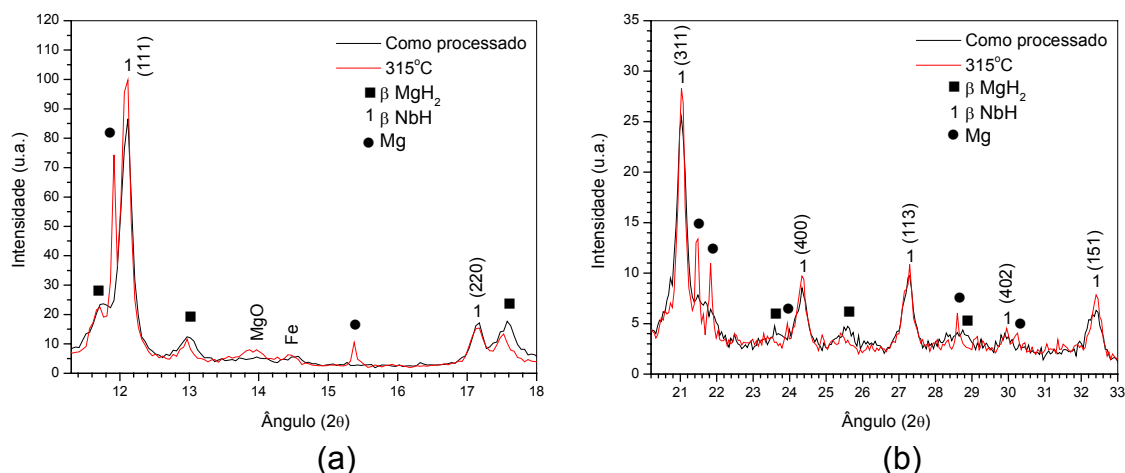 120
110
100
90
80
70
60
50
40
30
20
10
0
Intensidade (u.a.)
1 (111)
Como processado
315°C
■ β MgH₂
1 β NbH
● Mg
MgO
Fe
1 (220)
12 13 14 15 16 17 18
Ângulo (2θ)
(a)
35
30
25
20
15
10
5
0
Intensidade (u.a.)
1 (311)
Como processado
315°C
■ β MgH₂
1 β NbH
● Mg
1 (400)
1 (113)
1 (402)
1 (151)
21 22 23 24 25 26 27 28 29 30 31 32 33
Ângulo (2θ)
(b)